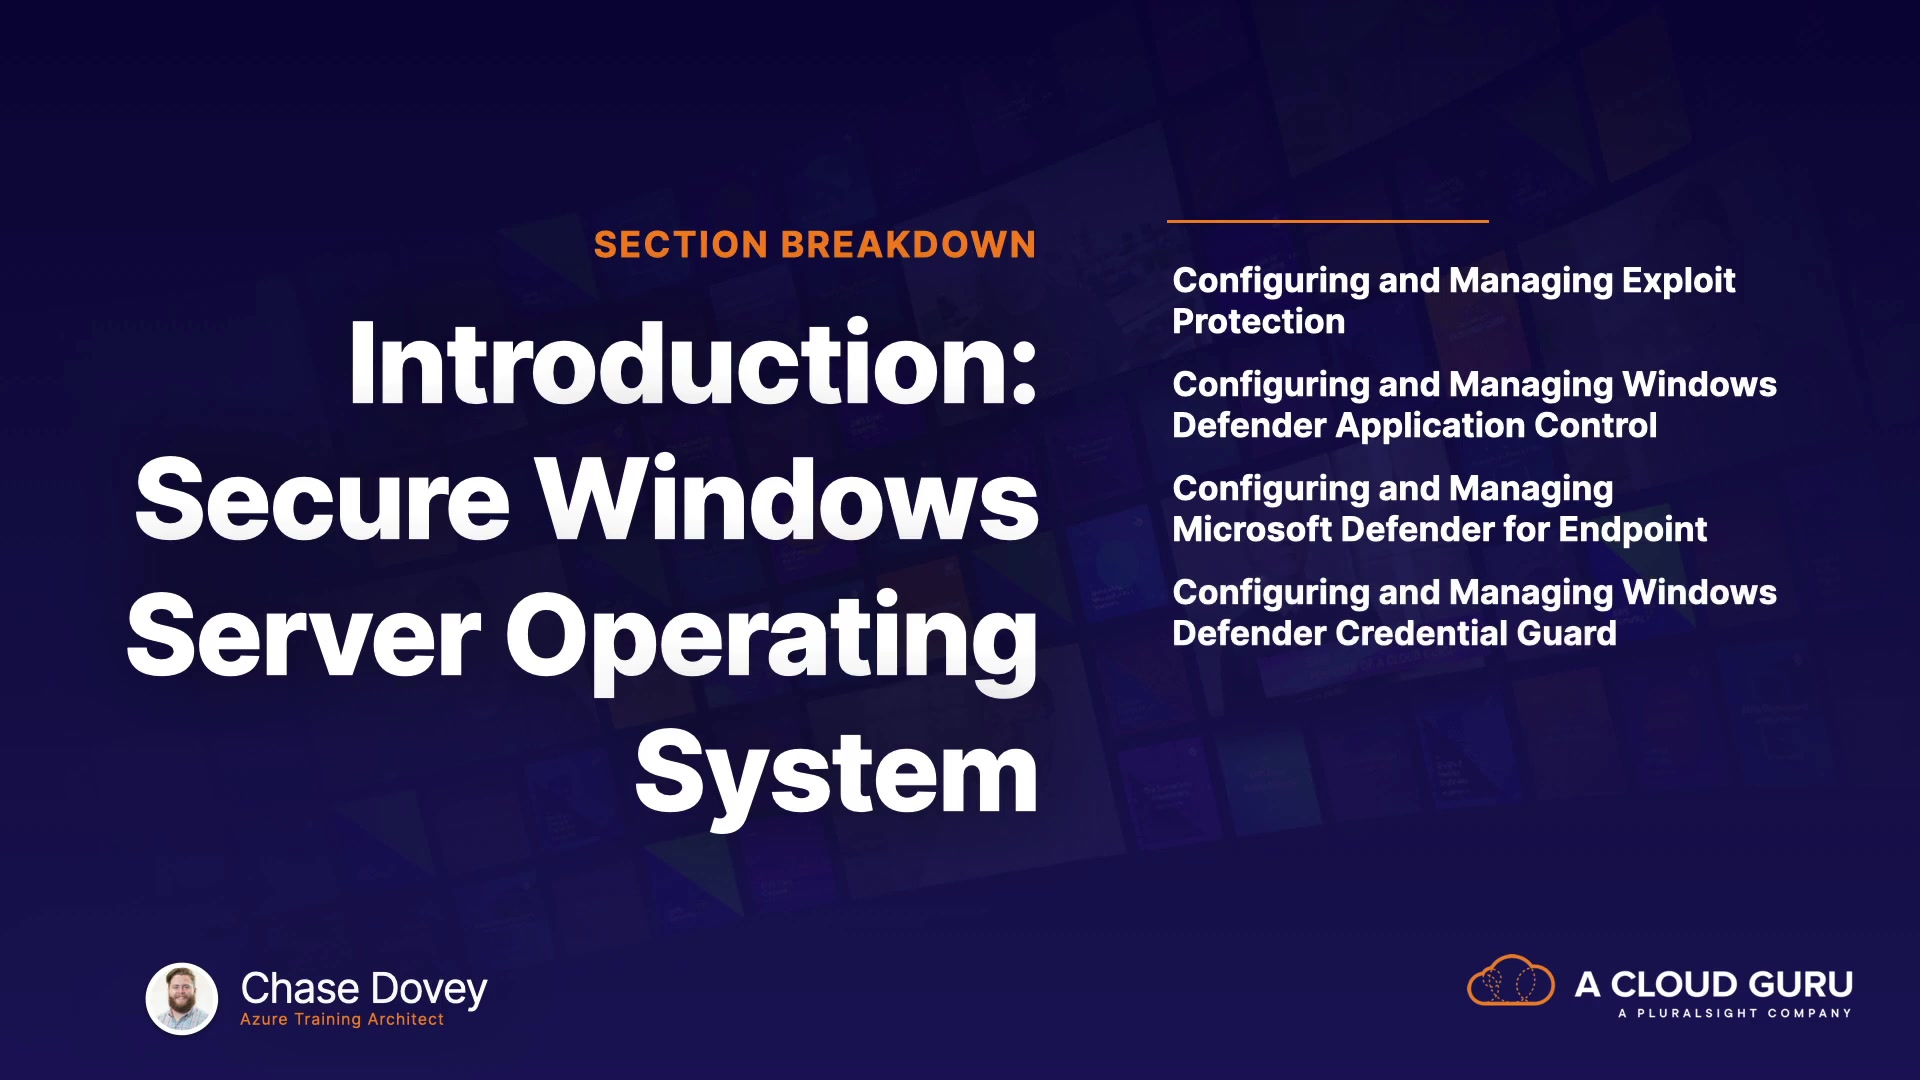 SECTION BREAKDOWN
Introduction:
Secure Windows
Server Operating
System
Configuring and Managing Exploit
Protection
Configuring and Managing Windows
Defender Application Control
Configuring and Managing
Microsoft Defender for Endpoint
Configuring and Managing Windows
Defender Credential Guard
Chase Dovey
Azure Training Architect
A CLOUD GURU
A PLURALSIGHT COMPANY